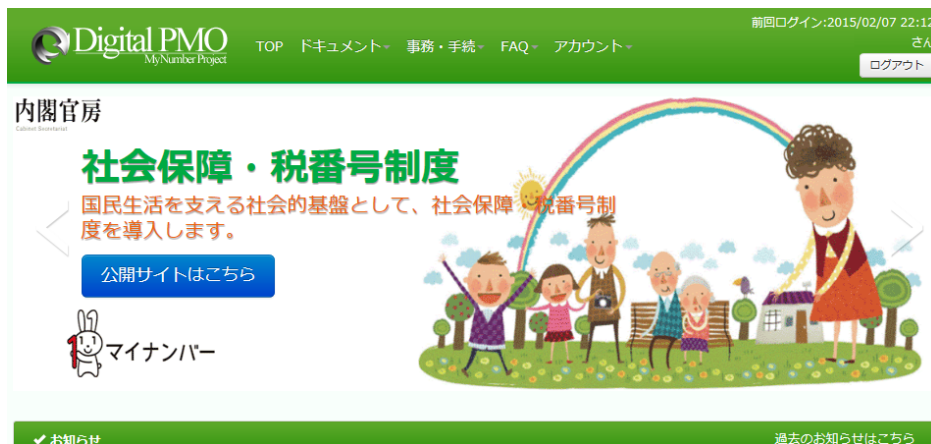 Digital PMO
MyNumber Project
TOP ドキュメント 事務・手続 FAQ アカウント
前回ログイン:2015/02/07 22:12
さん
ログアウト
内閣官房
Cabinet Secretariat
社会保障・税番号制度
国民生活を支える社会的基盤として、社会保障・税番号制
度を導入します。
公開サイトはこちら
マイナンバー
お知らせ
過去のお知らせはこちら